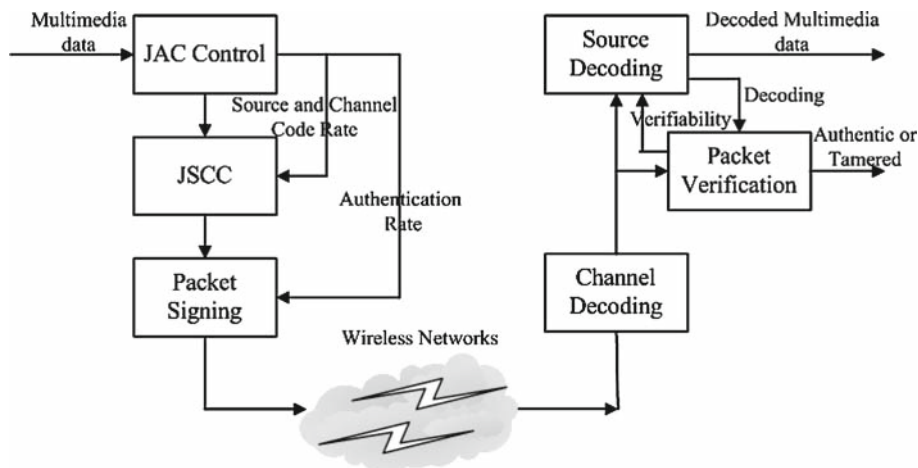 Multimedia
data
JAC Control
Source and Channel
Code Rate
JSCC
Authentication
Rate
Packet
Signing
Wireless Networks
Source
Decoding
Decoded Multimedia
data
Decoding
Verifiability
Packet
Verification
Authentic or
Tampered
Channel
Decoding